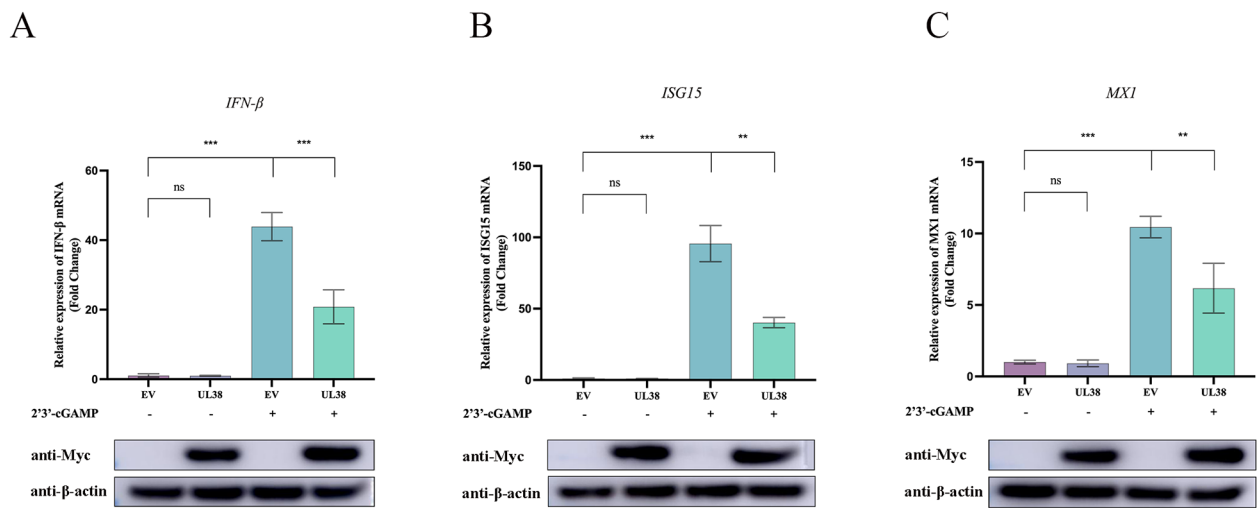 A
IFN-β
***
***
ns
Relative expression of IFN-β mRNA
(Fold Change)
60
40
20
0
EV
UL38
EV
UL38
2'3'-cGAMP
-
-
+
+
anti-Myc
anti-β-actin
B
ISG15
***
**
ns
Relative expression of ISG15 mRNA
(Fold Change)
150
100
50
0
EV
UL38
EV
UL38
2'3'-cGAMP
-
-
+
+
anti-Myc
anti-β-actin
C
MX1
***
**
ns
Relative expression of MX1 mRNA
(Fold Change)
15
10
5
0
EV
UL38
EV
UL38
2'3'-cGAMP
-
-
+
+
anti-Myc
anti-β-actin